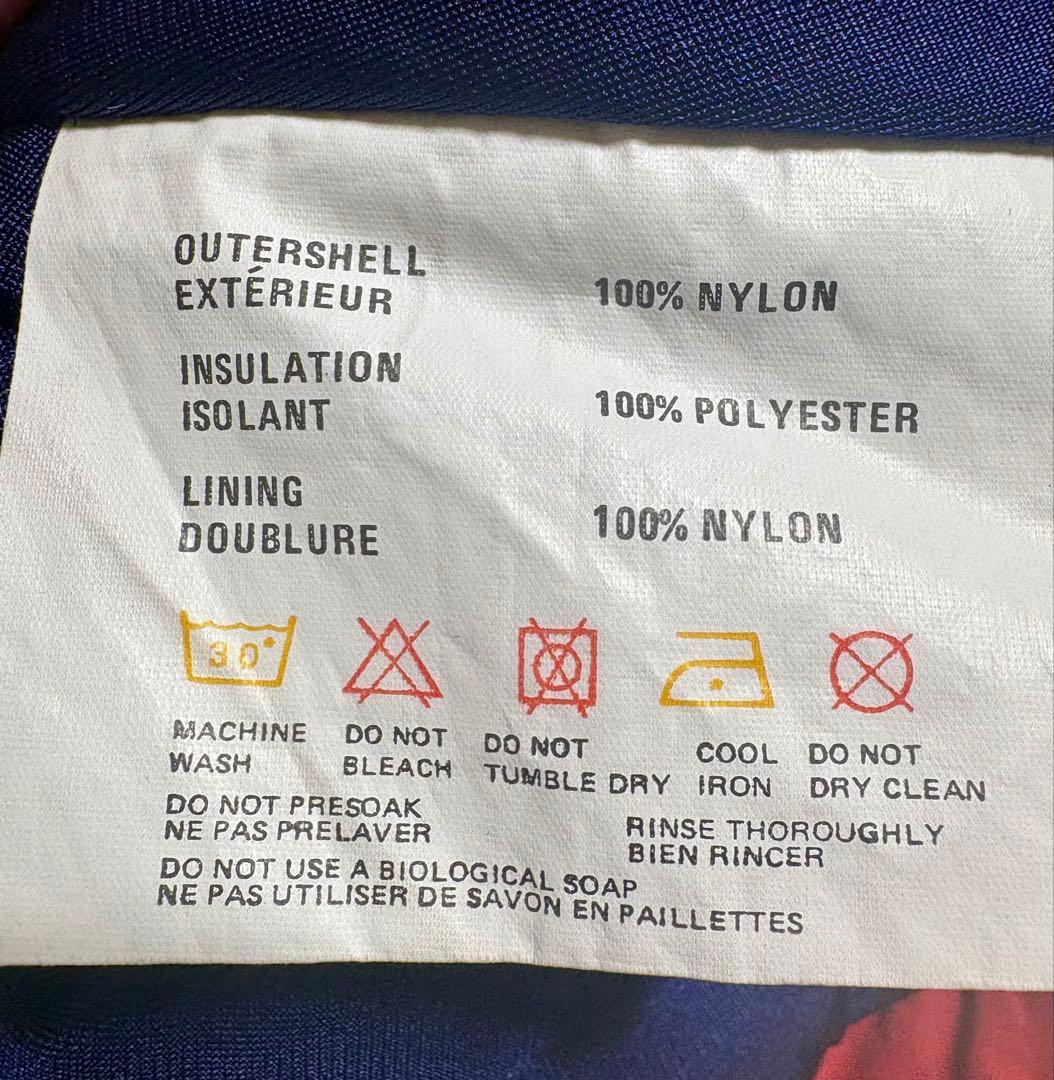 OUTERSHELL
EXTÉRIEUR
100% NYLON
INSULATION
ISOLANT
100% POLYESTER
LINING
DOUBLURE
100% NYLON
30°
MACHINE
WASH
DO NOT
BLEACH
DO NOT
TUMBLE DRY
COOL
IRON
DO NOT
DRY CLEAN
DO NOT PRESOAK
NE PAS PRELAVER
RINSE THOROUGHLY
BIEN RINCER
DO NOT USE A BIOLOGICAL SOAP
NE PAS UTILISER DE SAVON EN PAILLETTES